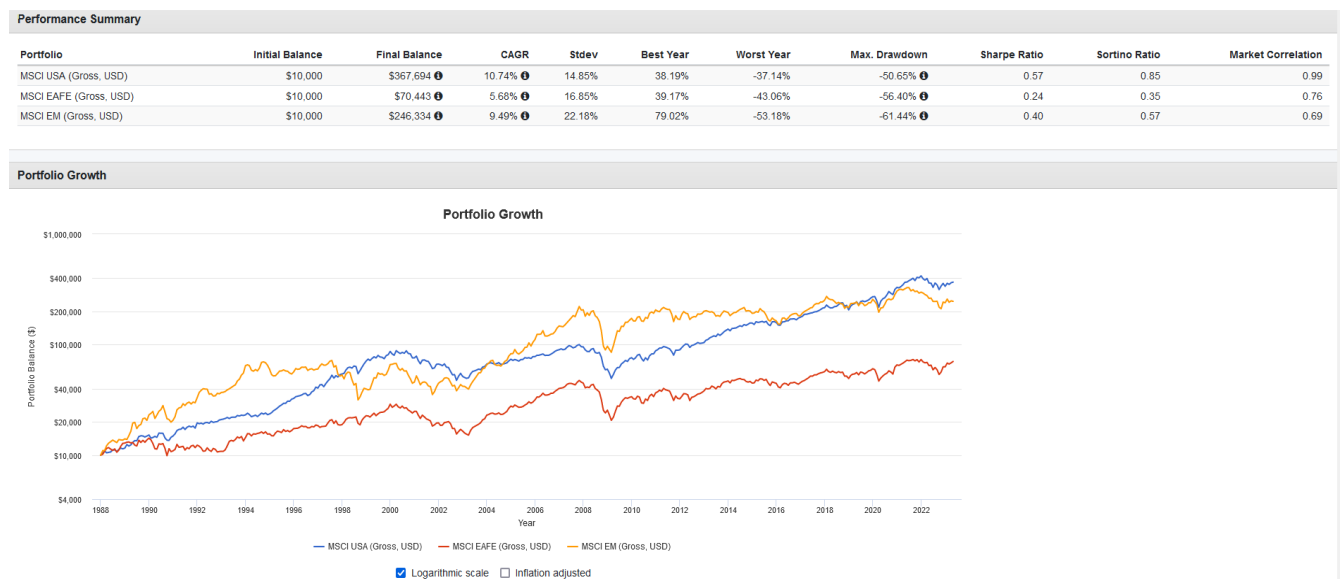 Performance Summary
Portfolio Initial Balance Final Balance CAGR Stdev Best Year Worst Year Max. Drawdown Sharpe Ratio Sortino Ratio Market Correlation
MSCI USA (Gross, USD) $10,000 $367,694 10.74% 14.85% 38.19% -37.14% -50.65% 0.57 0.85 0.99
MSCI EAFE (Gross, USD) $10,000 $70,443 5.68% 16.85% 39.17% -43.06% -56.40% 0.24 0.35 0.76
MSCI EM (Gross, USD) $10,000 $246,334 9.49% 22.18% 79.02% -53.18% -61.44% 0.40 0.57 0.69
Portfolio Growth
Portfolio Growth
Portfolio Balance ($)
$1,000,000
$400,000
$200,000
$100,000
$40,000
$20,000
$10,000
$4,000
1988 1990 1992 1994 1996 1998 2000 2002 2004 2006 2008 2010 2012 2014 2016 2018 2020 2022
Year
MSCI USA (Gross, USD) MSCI EAFE (Gross, USD) MSCI EM (Gross, USD)
Logarithmic scale Inflation adjusted